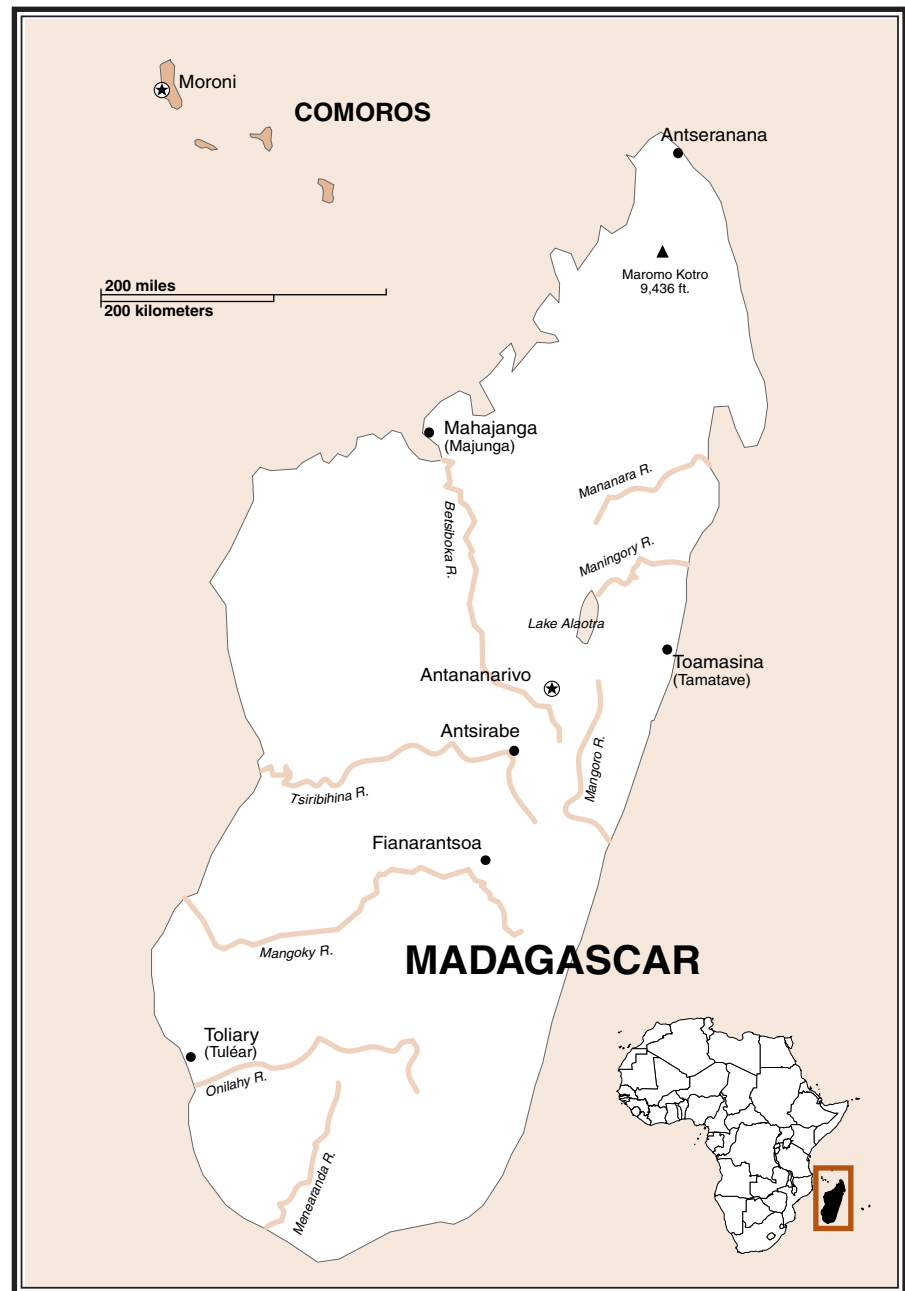 Moroni
COMOROS
Antseranana
Maromo Kotro
9,436 ft.
200 miles
200 kilometers
Mahajanga
(Majunga)
Mananara R.
Betsiboka R.
Maningory R.
Lake Alaotra
Toamasina
(Tamatave)
Antananarivo
Antsirabe
Mangoro R.
Tsiribihina R.
Fianarantsoa
Mangoky R.
MADAGASCAR
Toliary
(Tuléar)
Onilahy R.
Menearanda R.